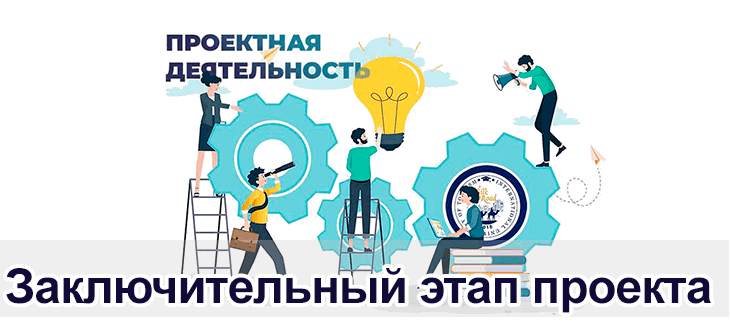 ПРОЕКТНАЯ
ДЕЯТЕЛЬНОСТЬ
Заключительный этап проекта